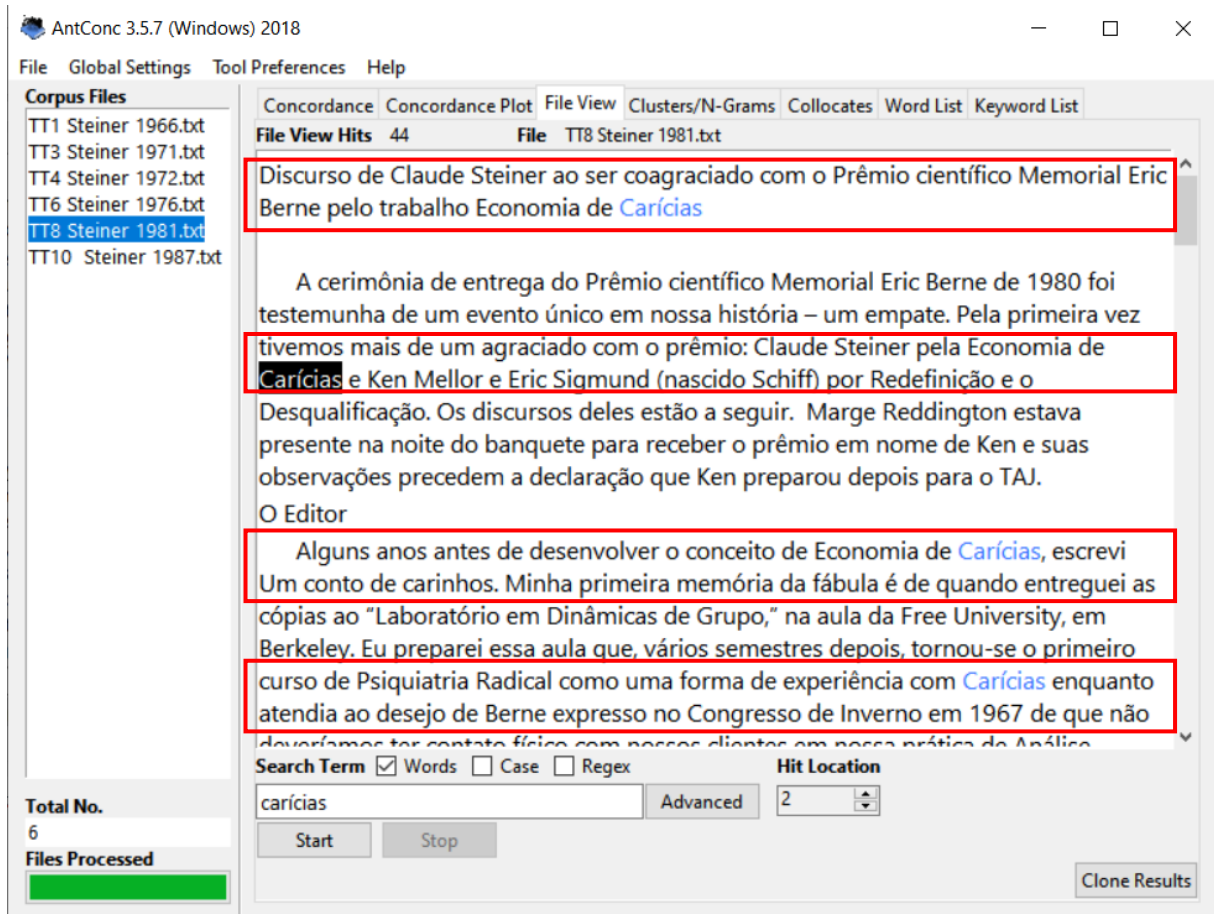 AntConc 3.5.7 (Windows) 2018
File Global Settings Tool Preferences Help
Corpus Files
TT1 Steiner 1966.txt
TT3 Steiner 1971.txt
TT4 Steiner 1972.txt
TT6 Steiner 1976.txt
TT8 Steiner 1981.txt
TT10 Steiner 1987.txt
Total No.
6
Files Processed
Concordance Concordance Plot File View Clusters/N-Grams Collocates Word List Keyword List
File View Hits 44 File TT8 Steiner 1981.txt
Discurso de Claude Steiner ao ser coagraciado com o Prêmio científico Memorial Eric
Berne pelo trabalho Economia de Carícias
A cerimônia de entrega do Prêmio científico Memorial Eric Berne de 1980 foi
testemunha de um evento único em nossa história – um empate. Pela primeira vez
tivemos mais de um agraciado com o prêmio: Claude Steiner pela Economia de
Carícias e Ken Mellor e Eric Sigmund (nascido Schiff) por Redefinição e o
Desqualificação. Os discursos deles estão a seguir. Marge Reddington estava
presente na noite do banquete para receber o prêmio em nome de Ken e suas
observações precedem a declaração que Ken preparou depois para o TAJ.
O Editor
Alguns anos antes de desenvolver o conceito de Economia de Carícias, escrevi
Um conto de carinhos. Minha primeira memória da fábula é de quando entreguei as
cópias ao “Laboratório em Dinâmicas de Grupo,” na aula da Free University, em
Berkeley. Eu preparei essa aula que, vários semestres depois, tornou-se o primeiro
curso de Psiquiatria Radical como uma forma de experiência com Carícias enquanto
atendia ao desejo de Berne expresso no Congresso de Inverno em 1967 de que não
deveríamos ter contato físico com nossos clientes em nossa prática de Análise
Search Term Words Case Regex Hit Location
carícias Advanced 2
Start Stop
Clone Results